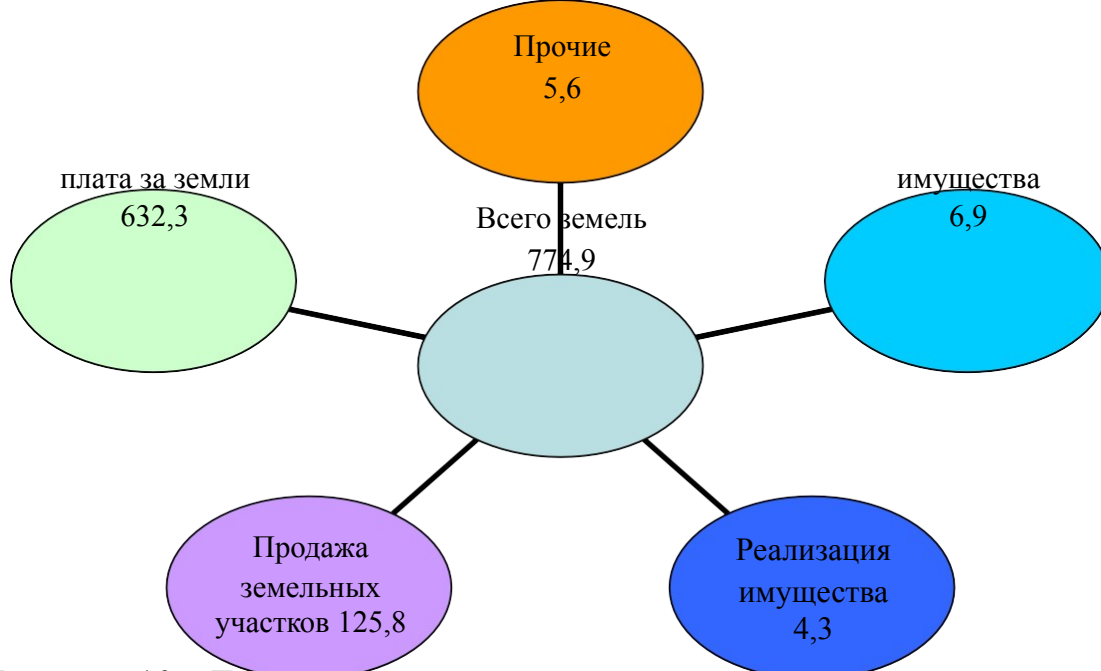 Прочие
5,6
плата за земли
632,3
имущества
6,9
Всего земель
774,9
Продажа
земельных
участков 125,8
Реализация
имущества
4,3